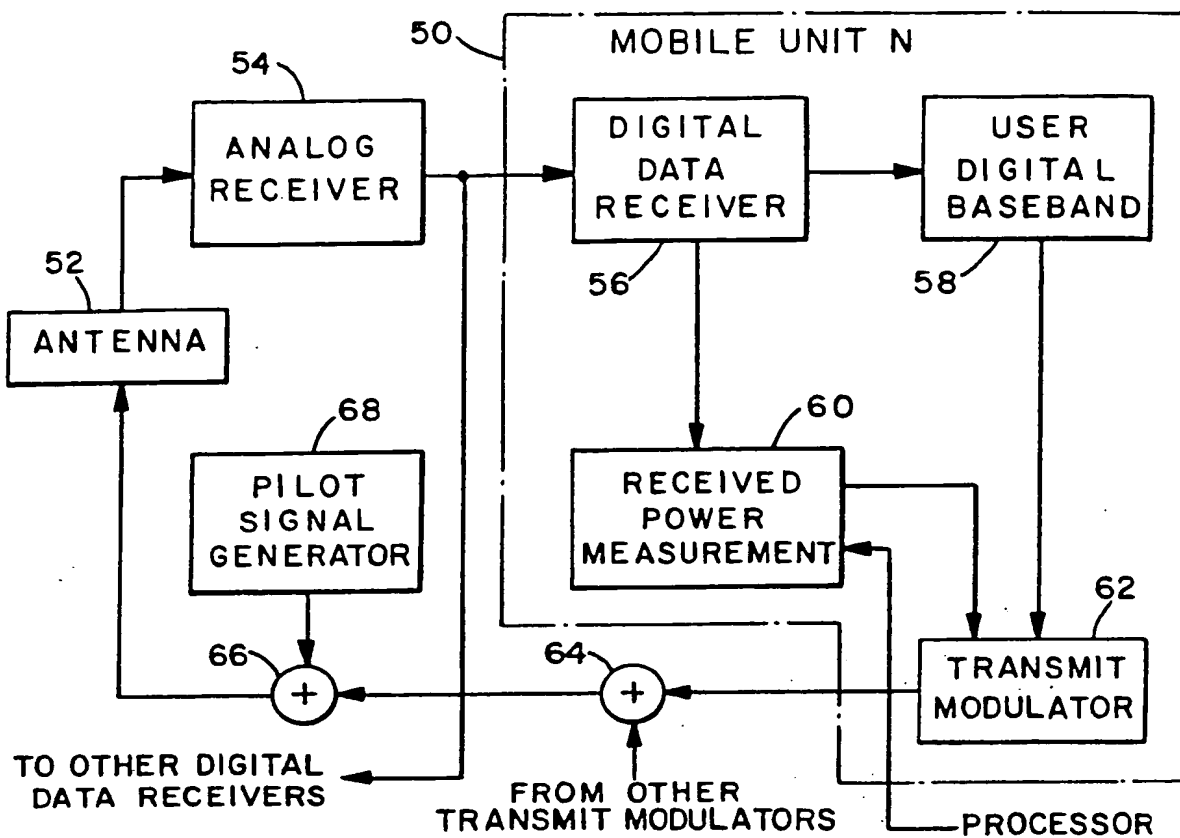 50
MOBILE UNIT N
54
ANALOG
RECEIVER
DIGITAL
DATA
RECEIVER
USER
DIGITAL
BASEBAND
52
56
58
ANTENNA
68
60
PILOT
SIGNAL
GENERATOR
RECEIVED
POWER
MEASUREMENT
62
66
+
64
+
TRANSMIT
MODULATOR
TO OTHER DIGITAL
DATA RECEIVERS
FROM OTHER
TRANSMIT MODULATORS
PROCESSOR